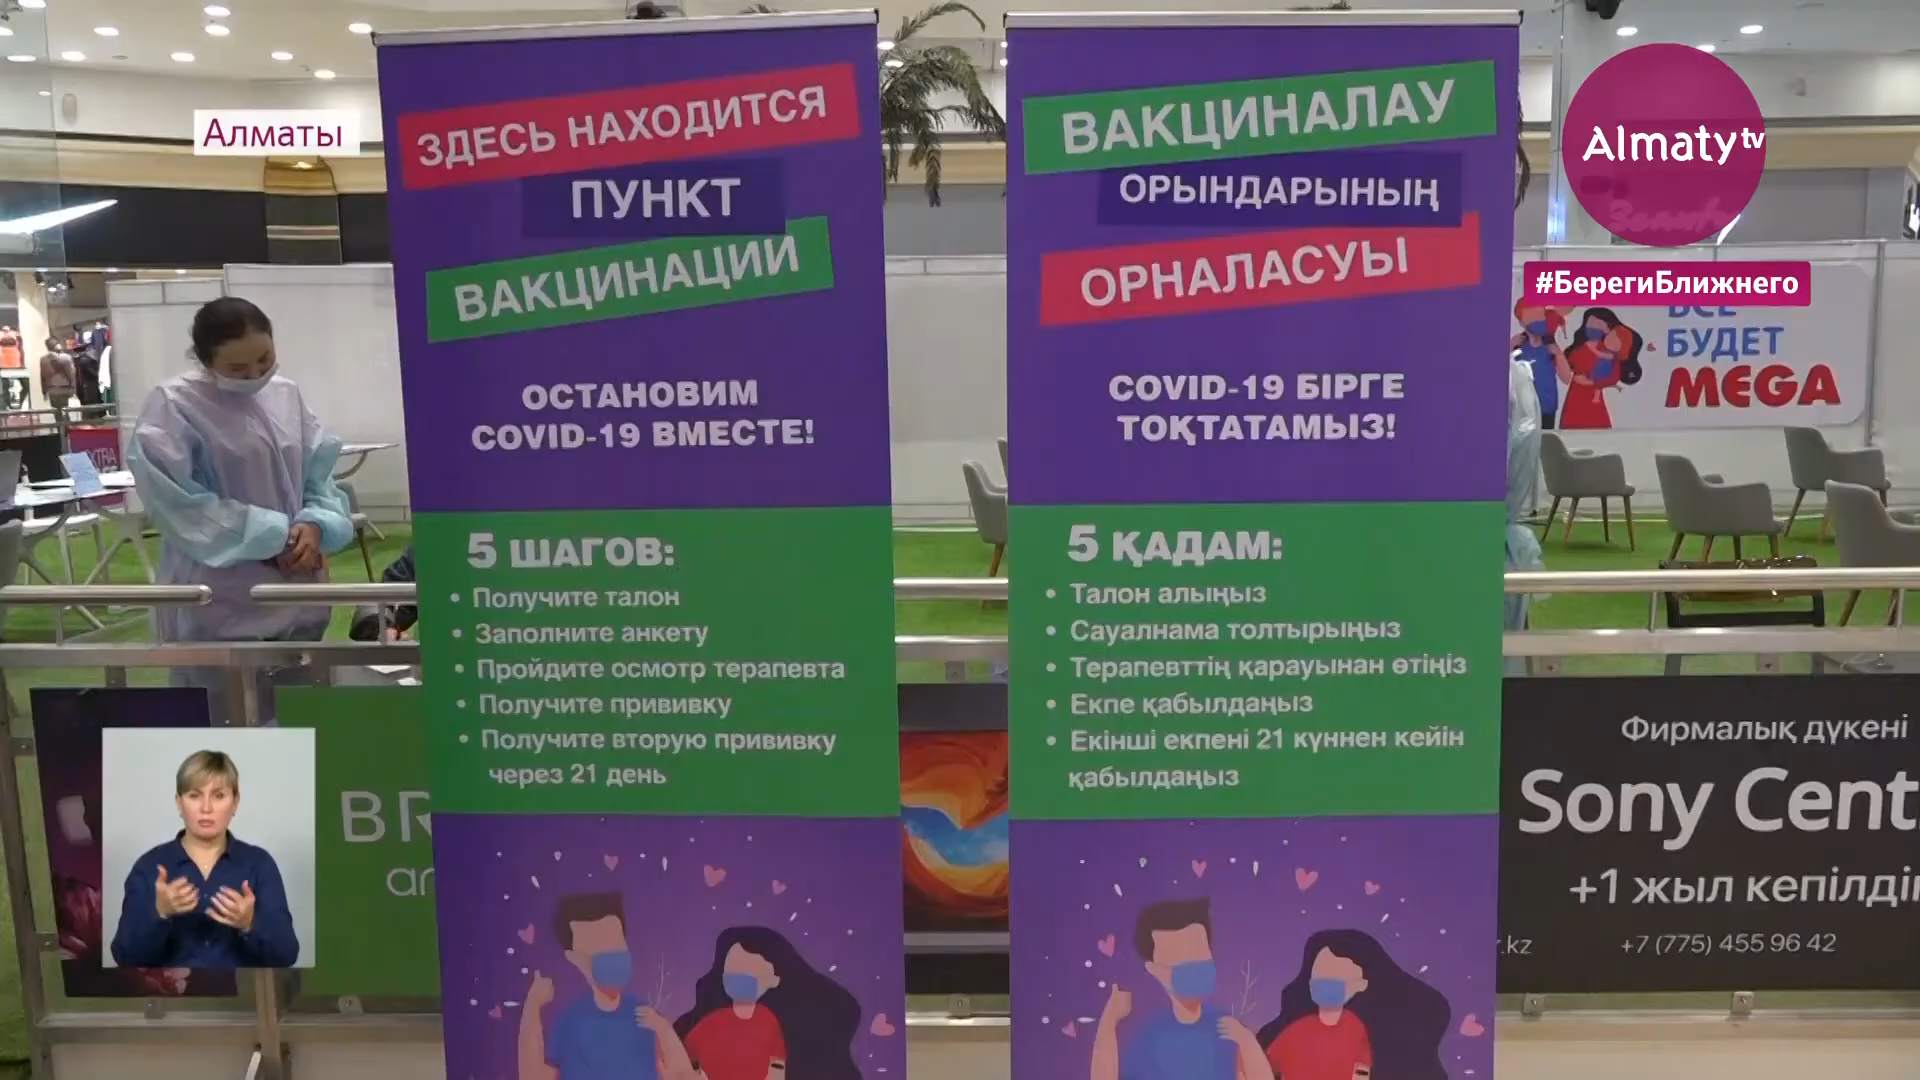 Алматы
ЗДЕСЬ НАХОДИТСЯ
ПУНКТ
ВАКЦИНАЦИИ
ОСТАНОВИМ
COVID-19 ВМЕСТЕ!
5 ШАГОВ:
• Получите талон
• Заполните анкету
• Пройдите осмотр терапевта
• Получите прививку
• Получите вторую прививку
через 21 день
ВАКЦИНАЛАУ
ОРЫНДАРЫНЫҢ
ОРНАЛАСУЫ
COVID-19 БІРГЕ
ТОҚТАТАМЫЗ!
5 ҚАДАМ:
• Талон алыңыз
• Сауалнама толтырыңыз
• Терапевттің қарауынан өтіңіз
• Екпе қабылдаңыз
• Екінші екпені 21 күннен кейін
қабылдаңыз
Almaty tv
#БерегиБлижнего
ВСЕ
БУДЕТ
MEGA
Фирмалық дүкені
Sony Cent
+1 жыл кепілді
.kz
+7 (775) 455 96 42